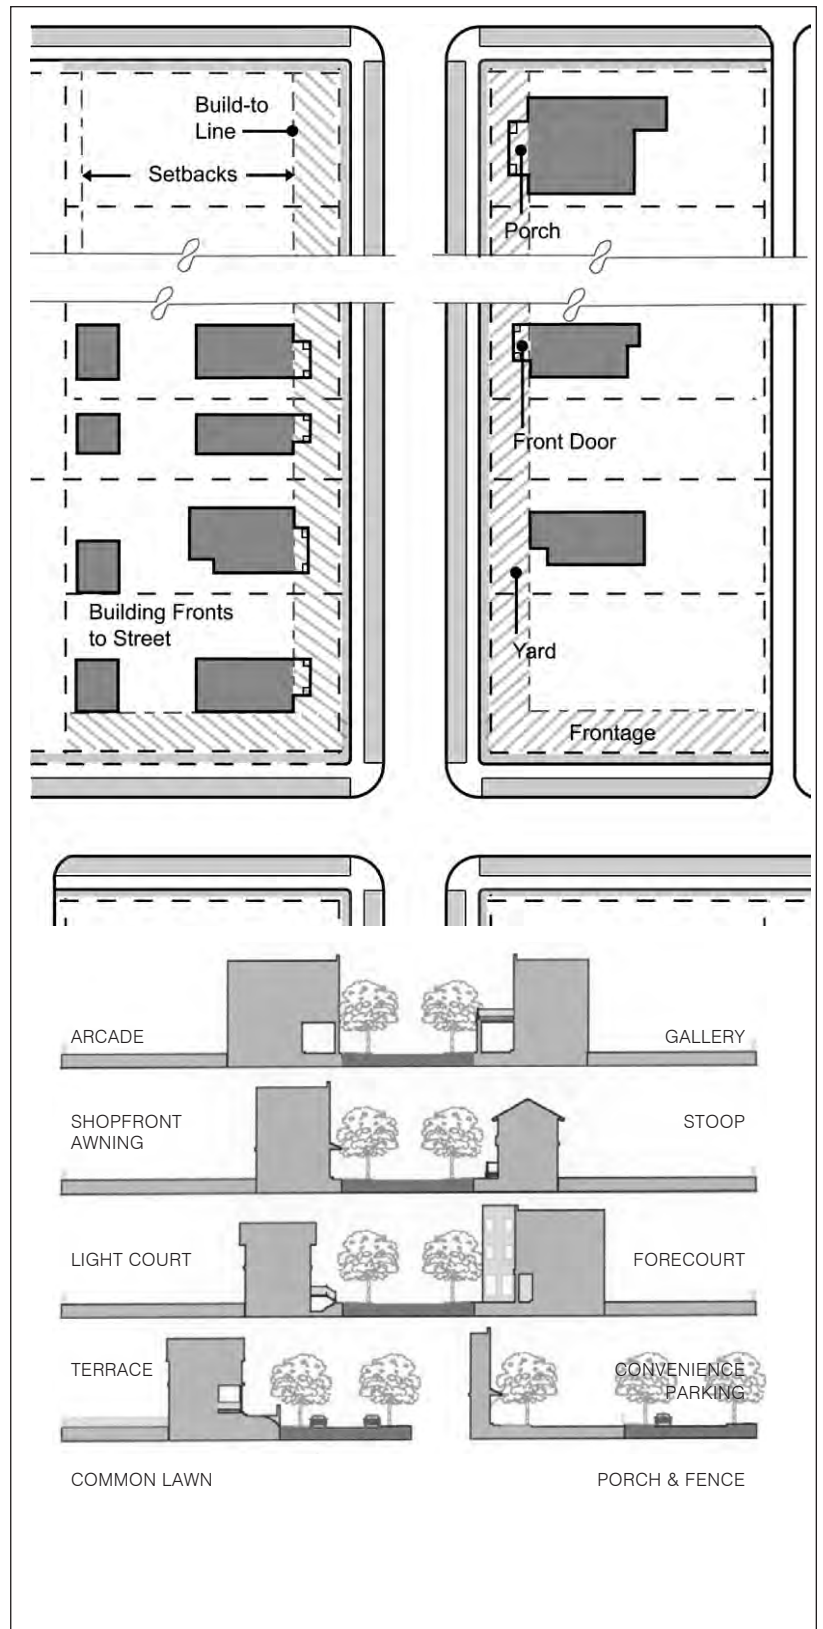 Build-to
Line
Setbacks
Porch
Front Door
Building Fronts
to Street
Yard
Frontage
ARCADE
GALLERY
SHOPFRONT
AWNING
STOOP
LIGHT COURT
FORECOURT
TERRACE
CONVENIENCE
PARKING
COMMON LAWN
PORCH & FENCE